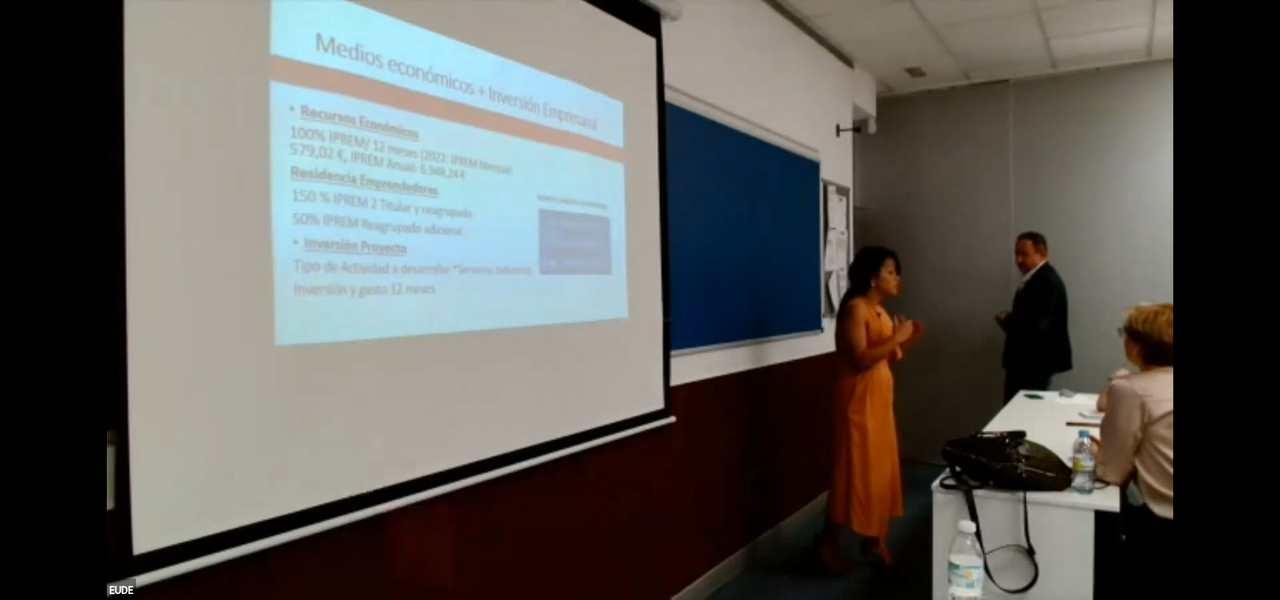 Medios económicos + Inversión Empresarial
• Recursos Económicos
100% IPREM/ 12 meses (2022: IPREM Mensual
579,02 €, IPREM Anual: 6.948,24 €
Residencia Emprendedores
150 % IPREM 2 Titular y reagrupado
50% IPREM Reagrupado adicional
• Inversión Proyecto
Tipo de Actividad a desarrollar *Servicios, Industria,
Inversión y gasto 12 meses
EUDE